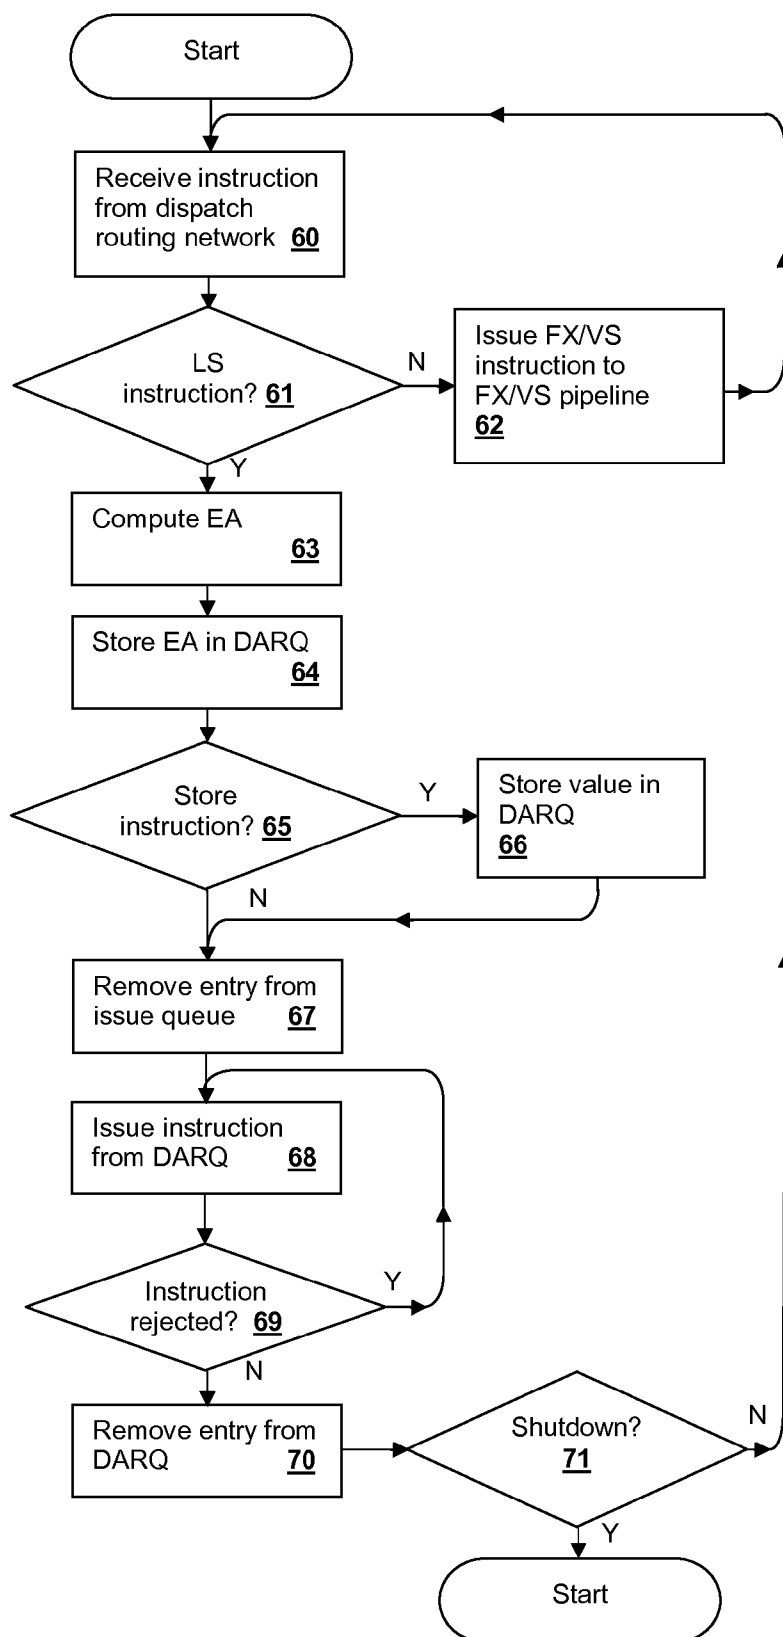 Start
Receive instruction
from dispatch
routing network 60
LS
instruction? 61
N
Issue FX/VS
instruction to
FX/VS pipeline
62
Y
Compute EA
63
Store EA in DARQ
64
Store
instruction? 65
Y
Store value in
DARQ
66
N
Remove entry from
issue queue 67
Issue instruction
from DARQ 68
Instruction
rejected? 69
Y
N
Remove entry from
DARQ 70
Shutdown?
71
N
Y
Start